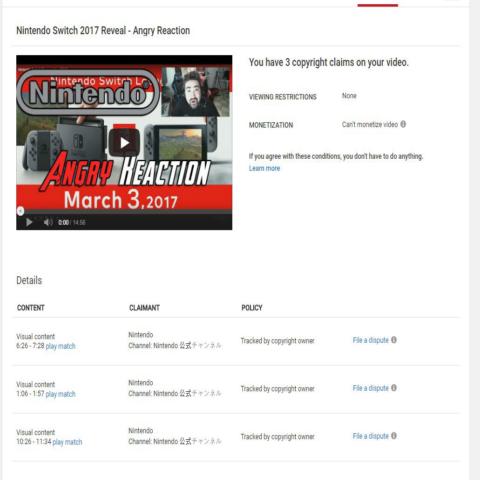 Nintendo Switch 2017 Reveal - Angry Reaction
Nintendo Switch L
Nintendo
ANGRY REACTION
March 3, 2017
0:00 / 14:56
You have 3 copyright claims on your video.
VIEWING RESTRICTIONS None
MONETIZATION Can't monetize video
If you agree with these conditions, you don't have to do anything.
Learn more
Details
CONTENT CLAIMANT POLICY
Visual content
6:26 - 7:28 play match
Nintendo
Channel: Nintendo 公式チャンネル
Tracked by copyright owner
File a dispute
Visual content
1:06 - 1:57 play match
Nintendo
Channel: Nintendo 公式チャンネル
Tracked by copyright owner
File a dispute
Visual content
10:26 - 11:34 play match
Nintendo
Channel: Nintendo 公式チャンネル
Tracked by copyright owner
File a dispute